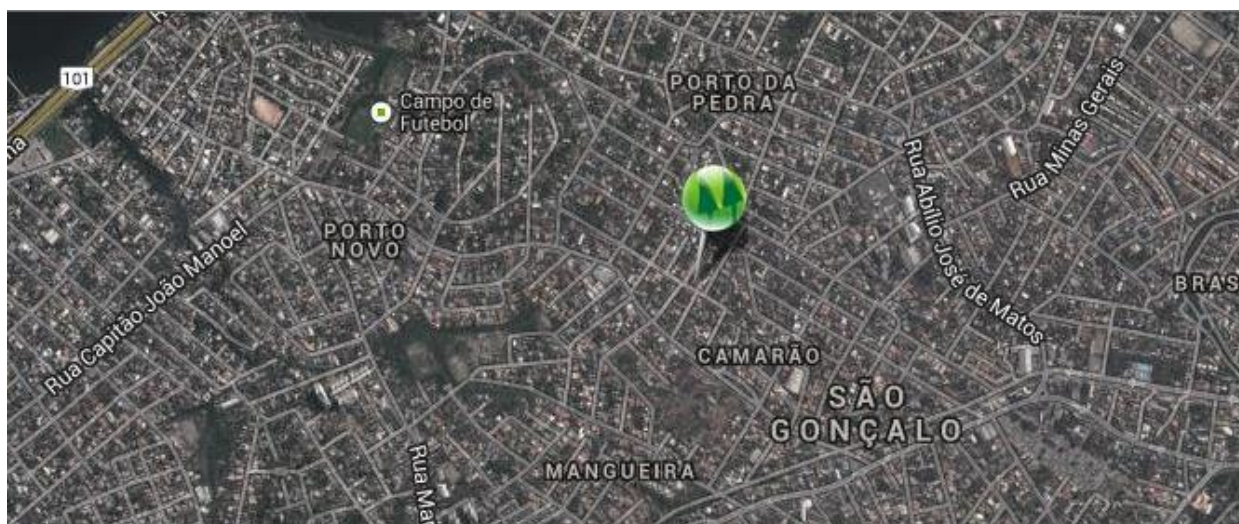 101
PORTO DA
PEDRA
Campo de
Futebol
Rua Minas Gerais
Rua Abílio José de Matos
PORTO
NOVO
Rua Capitão João Manoel
BRAS
CAMARÃO
SÃO
GONÇALO
MANGUEIRA
Rua Ma
N